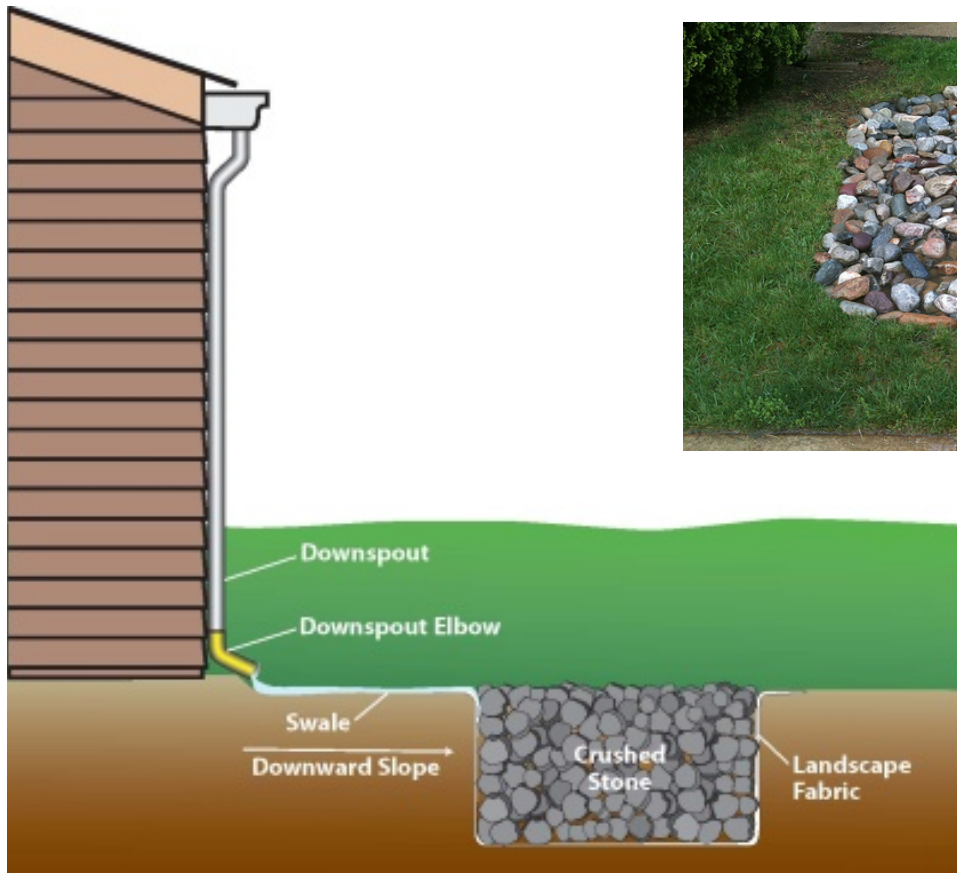 Downspout
Downspout Elbow
Swale
Downward Slope
Crushed
Stone
Landscape
Fabric